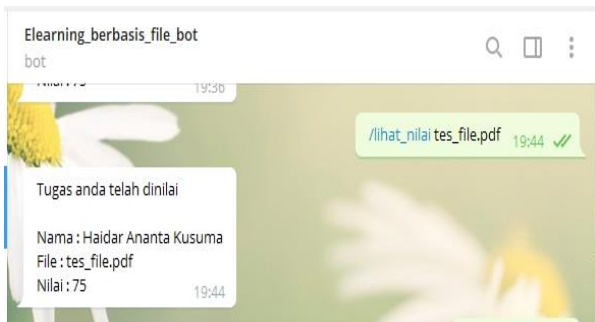 Elearning_berbasis_file_bot
bot
19:36
/lihat_nilai tes_file.pdf 19:44
Tugas anda telah dinilai
Nama : Haidar Ananta Kusuma
File : tes_file.pdf
Nilai : 75
19:44